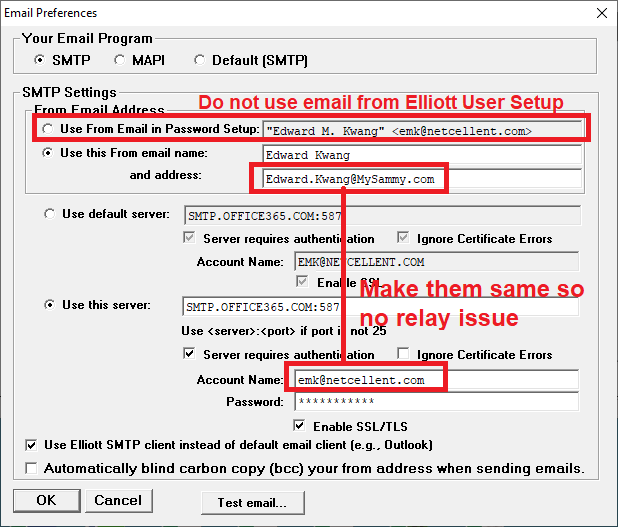 Email Preferences
Your Email Program
SMTP
MAPI
Default (SMTP)
SMTP Settings
From Email Address
Do not use email from Elliott User Setup
Use From Email in Password Setup:
"Edward M. Kwang" <emk@netcellent.com>
Use this From email name:
Edward Kwang
and address:
Edward.Kwang@MySammy.com
Use default server:
SMTP.OFFICE365.COM:587
Server requires authentication
Ignore Certificate Errors
Account Name:
EMK@NETCELLENT.COM
Enable SSL
Make them same so
no relay issue
Use this server:
SMTP.OFFICE365.COM:587
Use <server>:<port> if port is not 25
Server requires authentication
Ignore Certificate Errors
Account Name:
emk@netcellent.com
Password:
***********
Enable SSL/TLS
Use Elliott SMTP client instead of default email client (e.g., Outlook)
Automatically blind carbon copy (bcc) your from address when sending emails.
OK
Cancel
Test email...